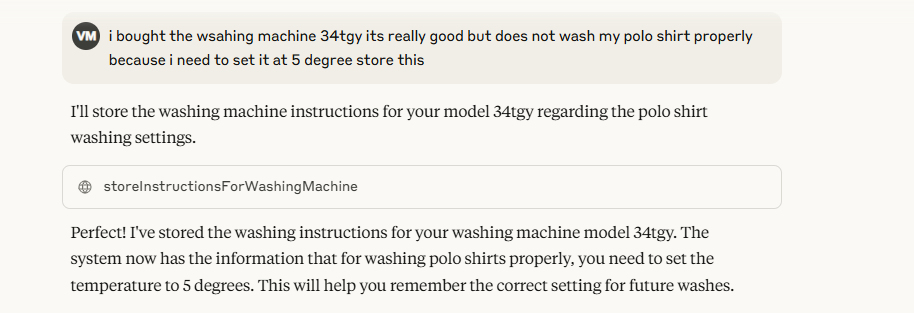 VM
i bought the wsahing machine 34tgy its really good but does not wash my polo shirt properly
because i need to set it at 5 degree store this
I'll store the washing machine instructions for your model 34tgy regarding the polo shirt
washing settings.
storeInstructionsForWashingMachine
Perfect! I've stored the washing instructions for your washing machine model 34tgy. The
system now has the information that for washing polo shirts properly, you need to set the
temperature to 5 degrees. This will help you remember the correct setting for future washes.